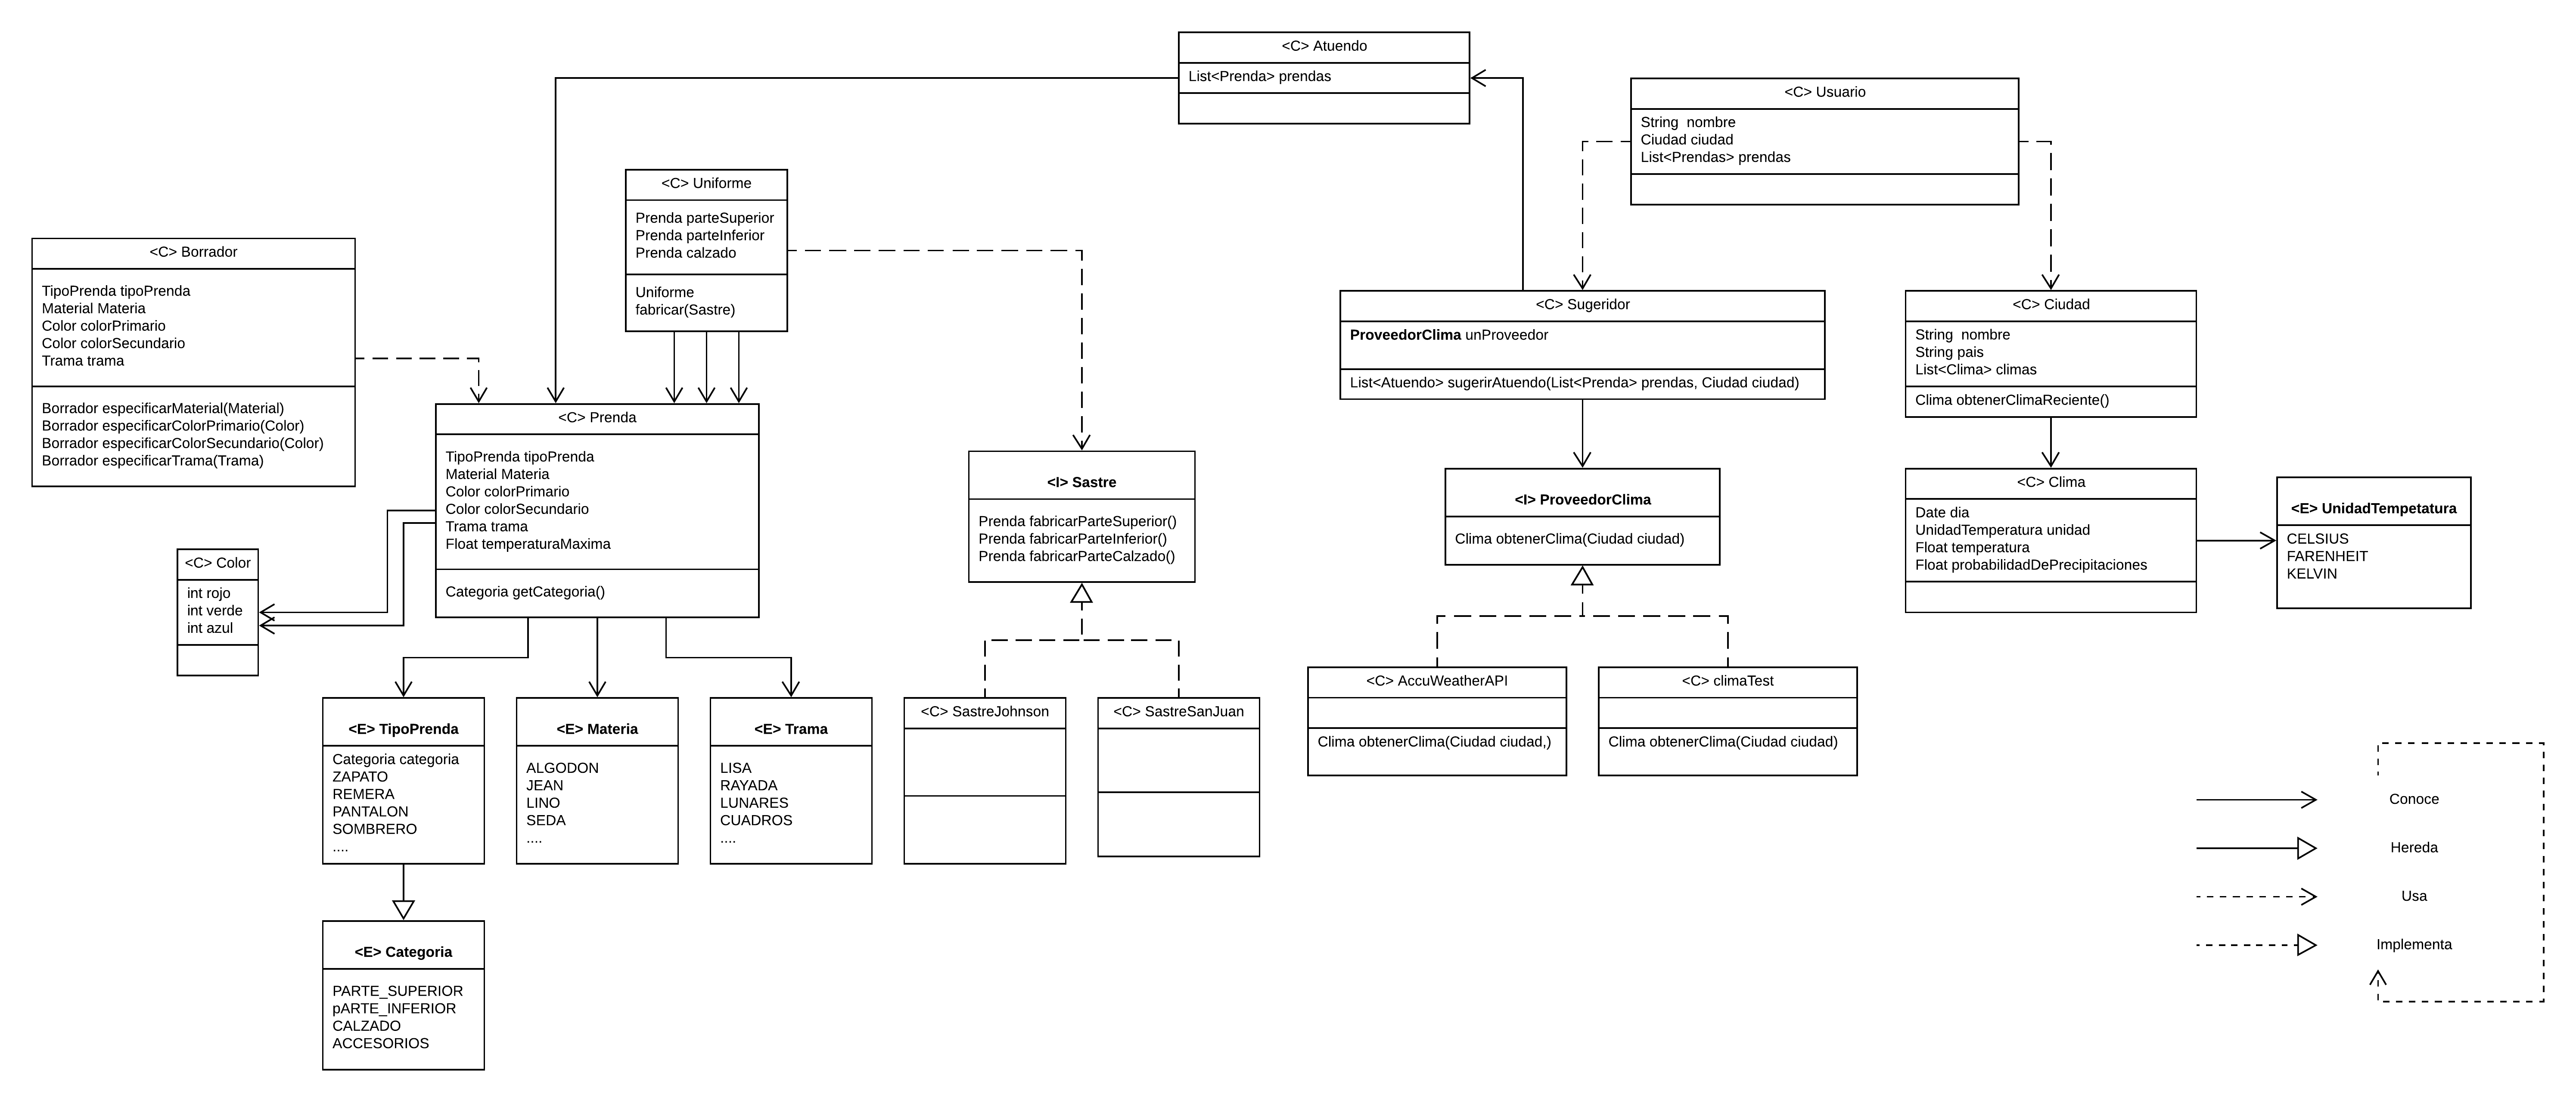 <C> Atuendo
List<Prenda> prendas
<C> Usuario
String  nombre
Ciudad ciudad
List<Prendas> prendas
<C> Uniforme
Prenda parteSuperior
Prenda parteInferior
Prenda calzado
Uniforme
fabricar(Sastre)
<C> Borrador
TipoPrenda tipoPrenda
Material Materia
Color colorPrimario
Color colorSecundario
Trama trama
Borrador especificarMaterial(Material)
Borrador especificarColorPrimario(Color)
Borrador especificarColorSecundario(Color)
Borrador especificarTrama(Trama)
<C> Sugeridor
ProveedorClima unProveedor
List<Atuendo> sugerirAtuendo(List<Prenda> prendas, Ciudad ciudad)
<C> Ciudad
String  nombre
String pais
List<Clima> climas
Clima obtenerClimaReciente()
<C> Prenda
TipoPrenda tipoPrenda
Material Materia
Color colorPrimario
Color colorSecundario
Trama trama
Float temperaturaMaxima
Categoria getCategoria()
<I> Sastre
Prenda fabricarParteSuperior()
Prenda fabricarParteInferior()
Prenda fabricarParteCalzado()
<I> ProveedorClima
Clima obtenerClima(Ciudad ciudad)
<C> Clima
Date dia
UnidadTemperatura unidad
Float temperatura
Float probabilidadDePrecipitaciones
<E> UnidadTempetatura
CELSIUS
FARENHEIT
KELVIN
<C> Color
int rojo
int verde
int azul
<E> TipoPrenda
Categoria categoria
ZAPATO
REMERA
PANTALON
SOMBRERO
....
<E> Materia
ALGODON
JEAN
LINO
SEDA
....
<E> Trama
LISA
RAYADA
LUNARES
CUADROS
....
<C> SastreJohnson
<C> SastreSanJuan
<C> AccuWeatherAPI
Clima obtenerClima(Ciudad ciudad,)
<C> climaTest
Clima obtenerClima(Ciudad ciudad)
<E> Categoria
PARTE_SUPERIOR
pARTE_INFERIOR
CALZADO
ACCESORIOS
Conoce
Hereda
Usa
Implementa